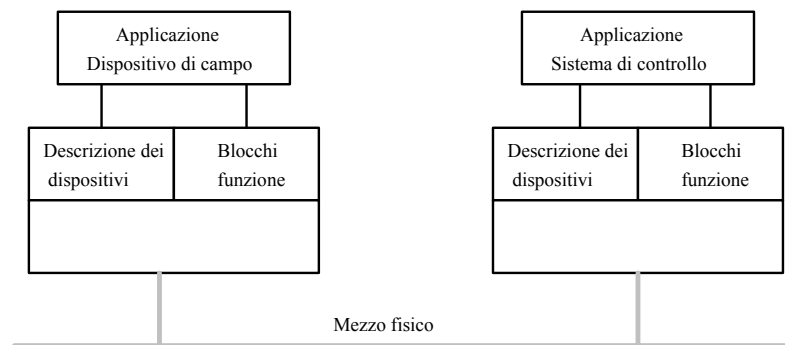 Applicazione
Dispositivo di campo
Applicazione
Sistema di controllo
Descrizione dei
dispositivi
Blocchi
funzione
Descrizione dei
dispositivi
Blocchi
funzione
Mezzo fisico